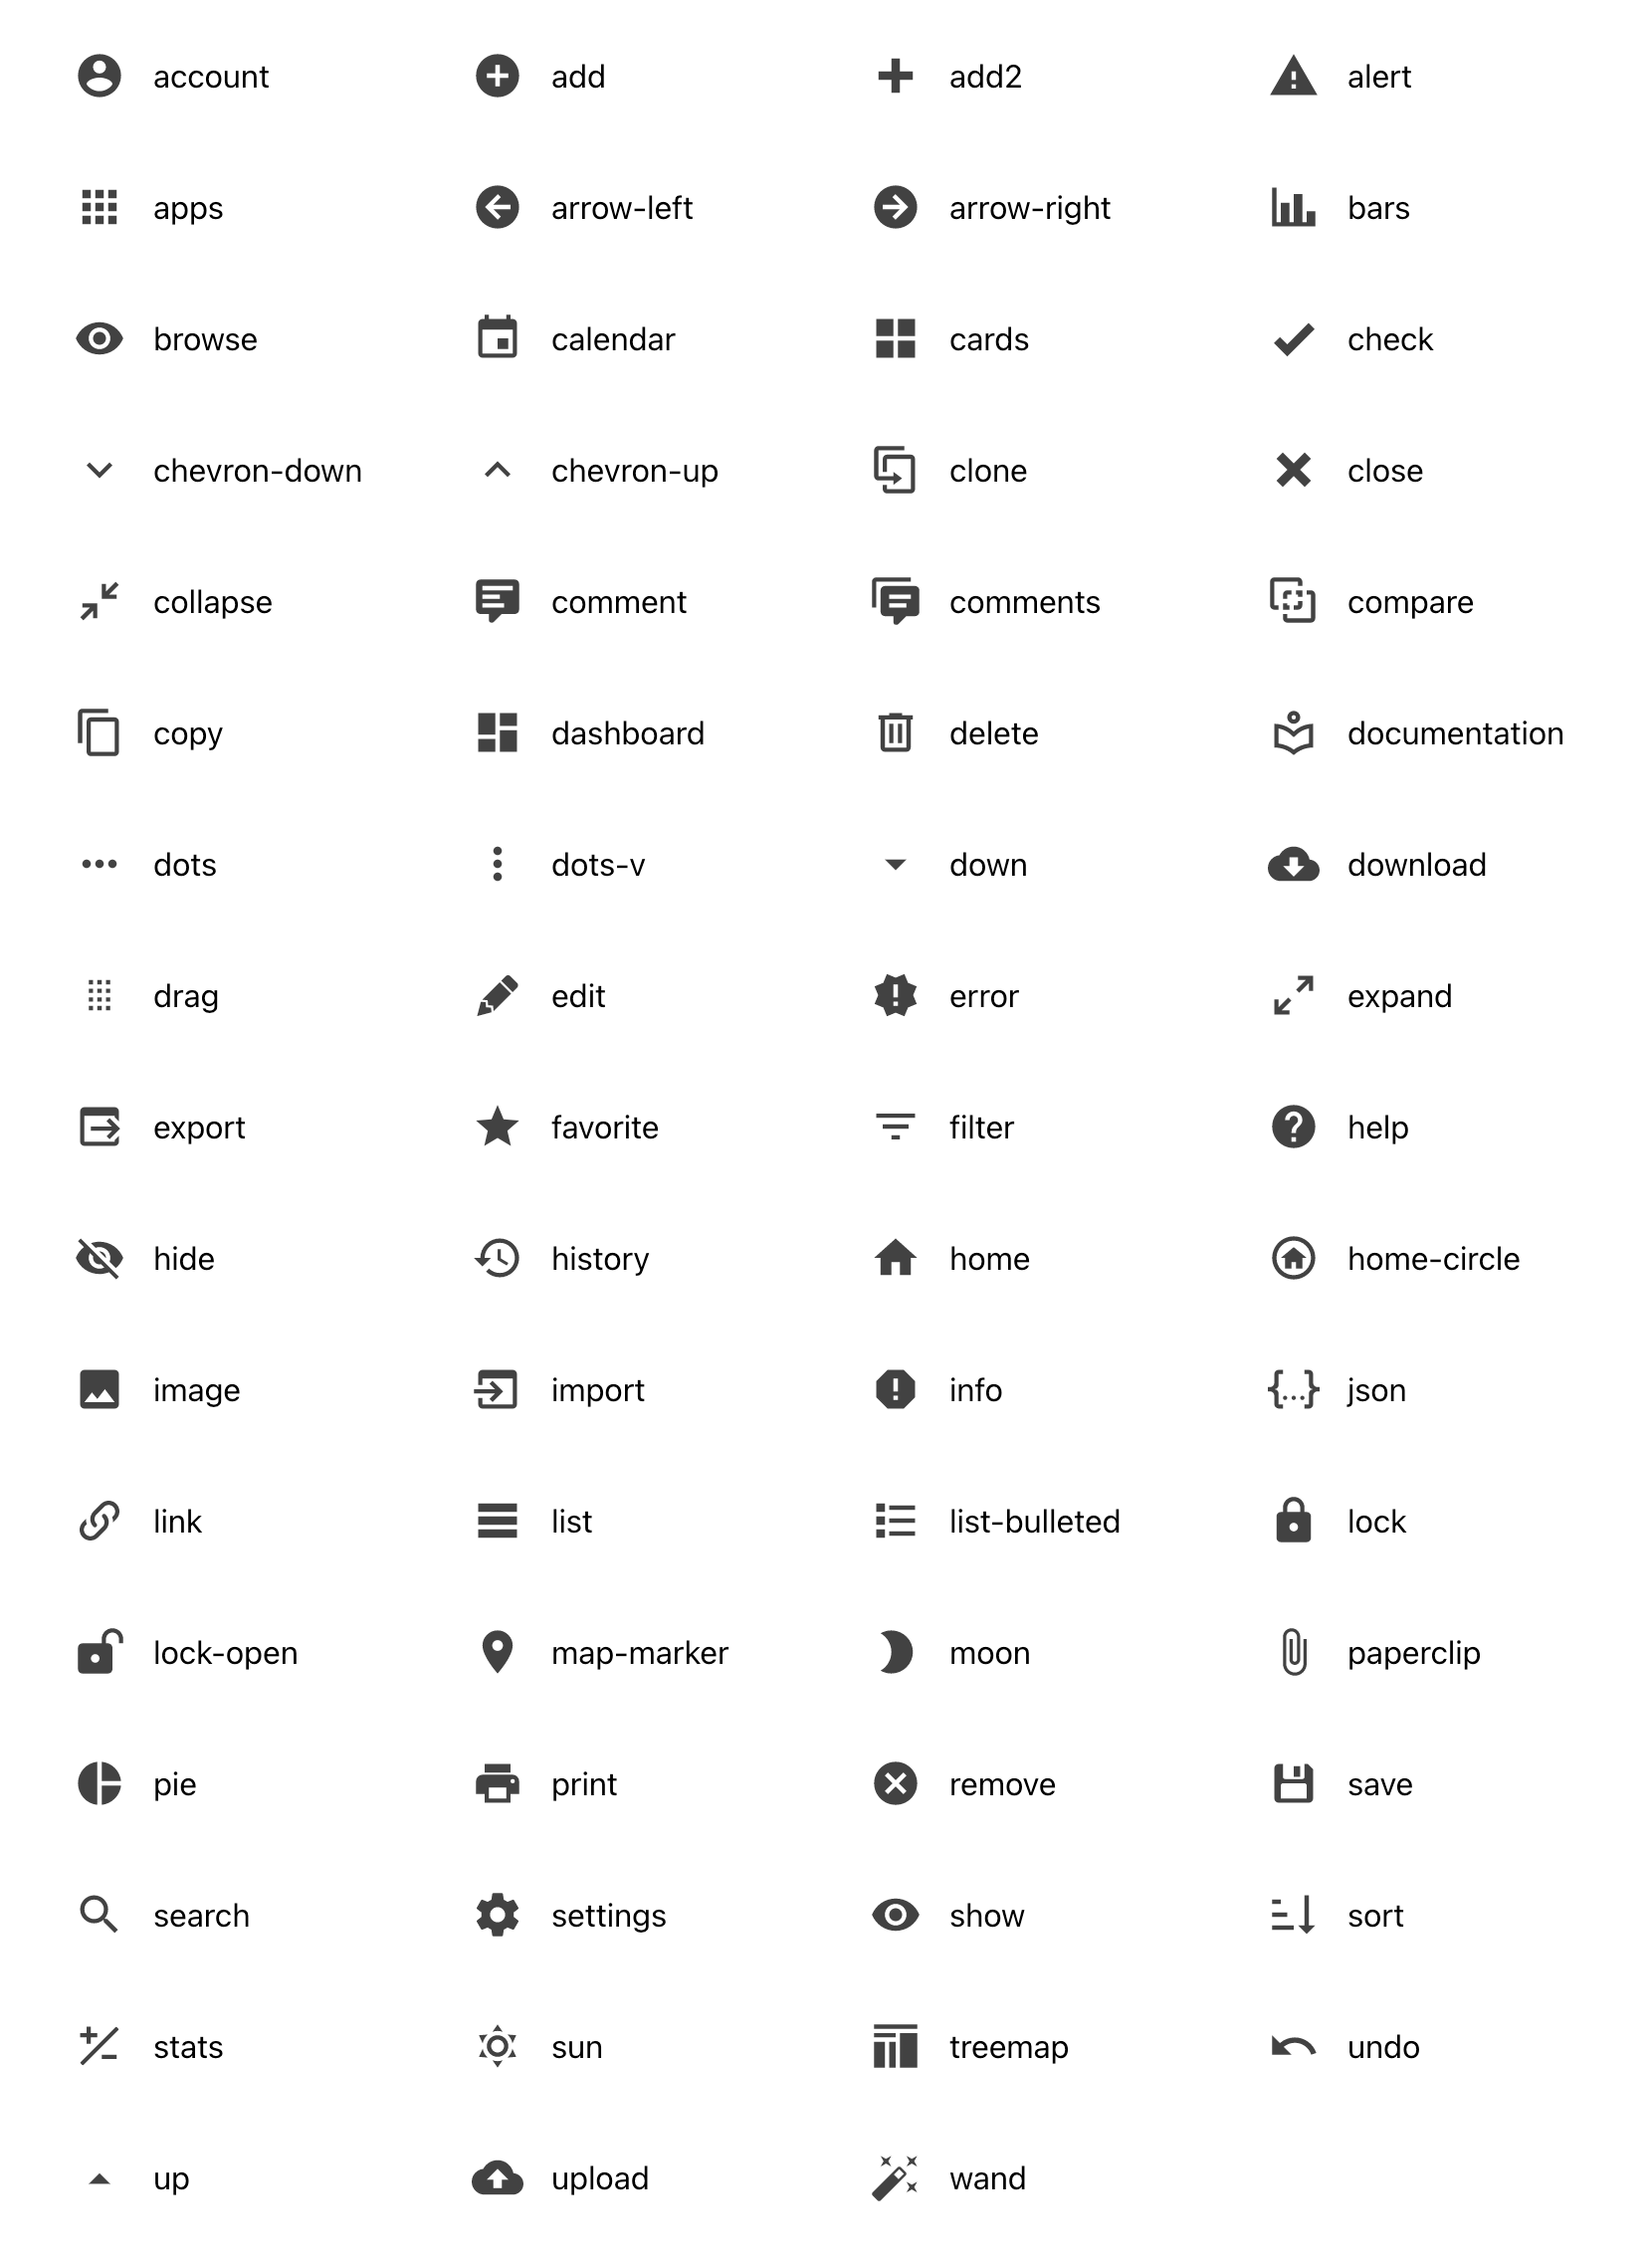 account add add2 alert
apps arrow-left arrow-right bars
browse calendar cards check
chevron-down chevron-up clone close
collapse comment comments compare
copy dashboard delete documentation
dots dots-v down download
drag edit error expand
export favorite filter help
hide history home home-circle
image import info {...} json
link list list-bulleted lock
lock-open map-marker moon paperclip
pie print remove save
search settings show sort
stats sun treemap undo
up upload wand